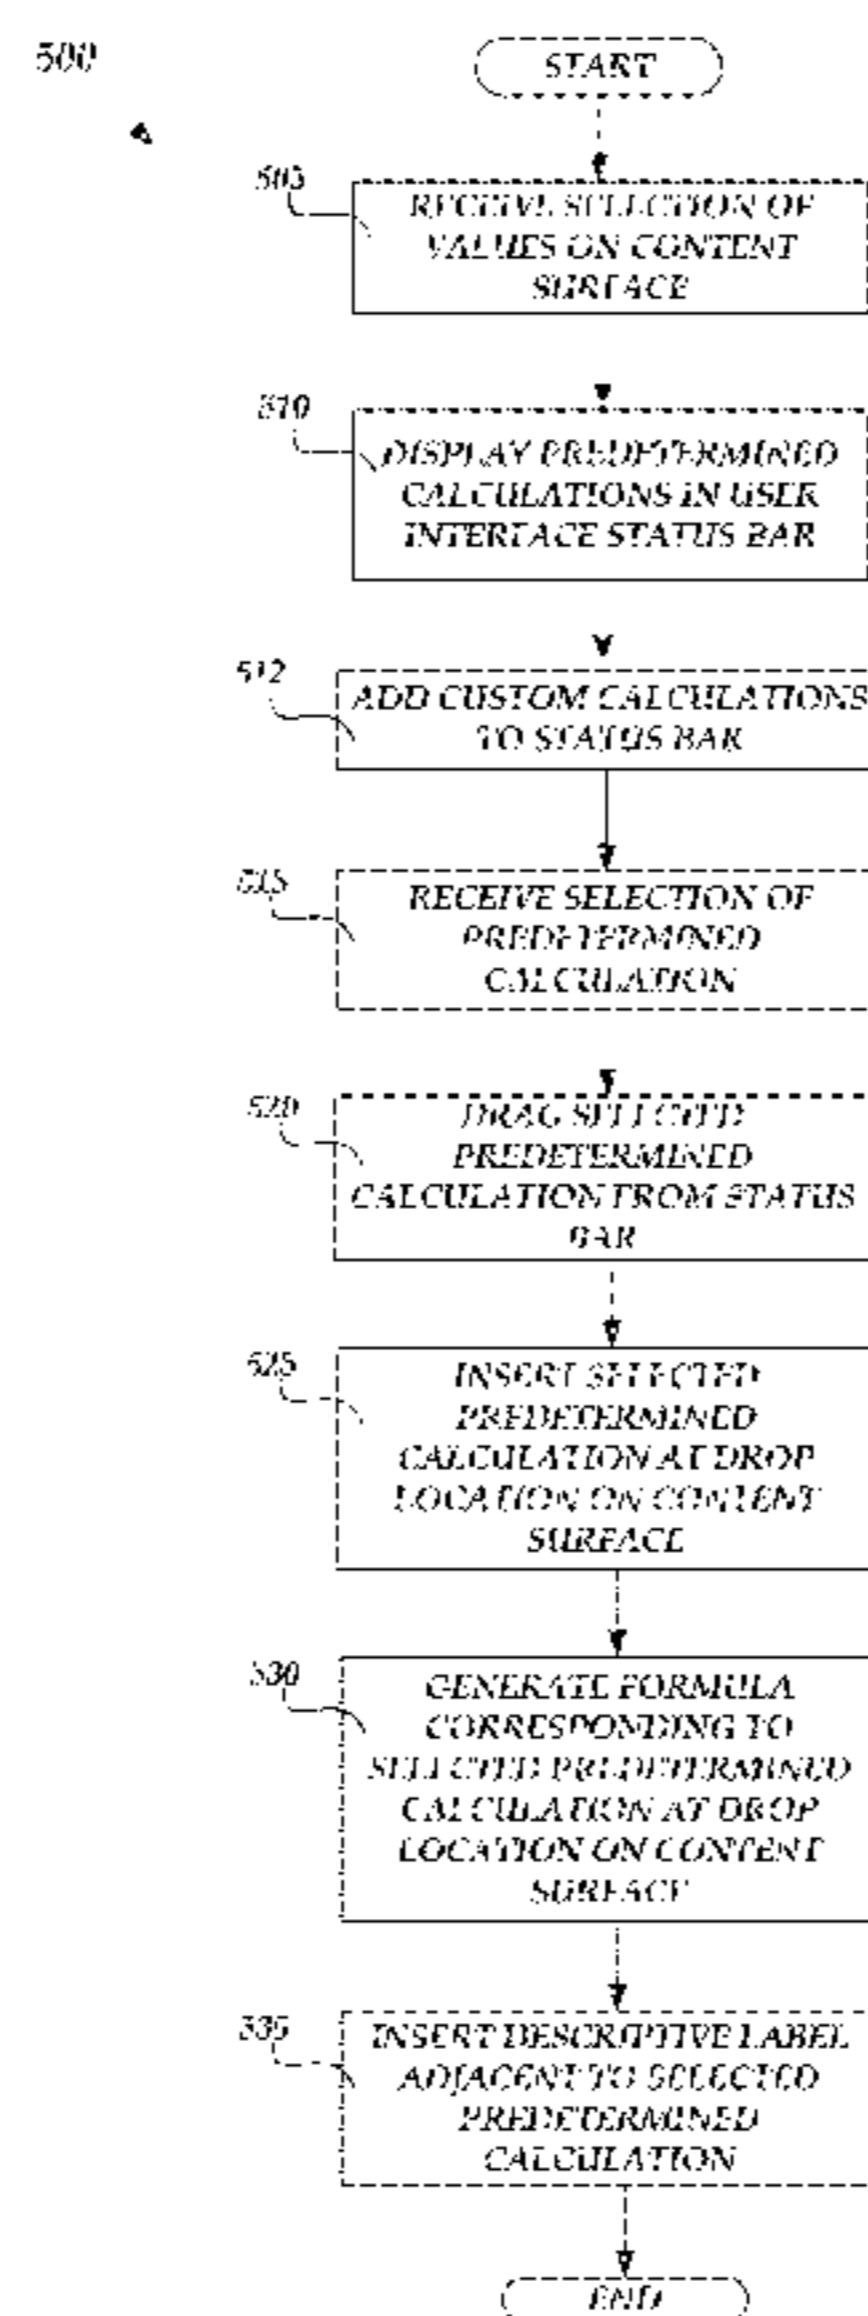 500
START
505
RECEIVE SELECTION OF
VALUES ON CONTENT
SURFACE
510
DISPLAY PREDETERMINED
CALCULATIONS IN USER
INTERFACE STATUS BAR
512
ADD CUSTOM CALCULATIONS
TO STATUS BAR
515
RECEIVE SELECTION OF
PREDETERMINED
CALCULATION
520
DRAG SELECTED
PREDETERMINED
CALCULATION FROM STATUS
BAR
525
INSERT SELECTED
PREDETERMINED
CALCULATION AT DROP
LOCATION ON CONTENT
SURFACE
530
GENERATE FORMULA
CORRESPONDING TO
SELECTED PREDETERMINED
CALCULATION AT DROP
LOCATION ON CONTENT
SURFACE
535
INSERT DESCRIPTIVE LABEL
ADJACENT TO SELECTED
PREDETERMINED
CALCULATION
END